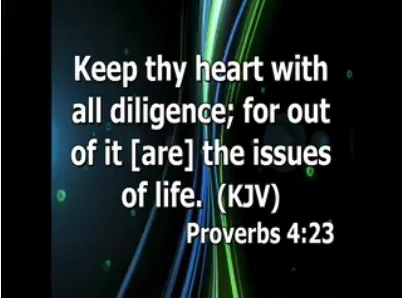 Keep thy heart with
all diligence; for out
of it [are] the issues
of life.  (KJV)
Proverbs 4:23